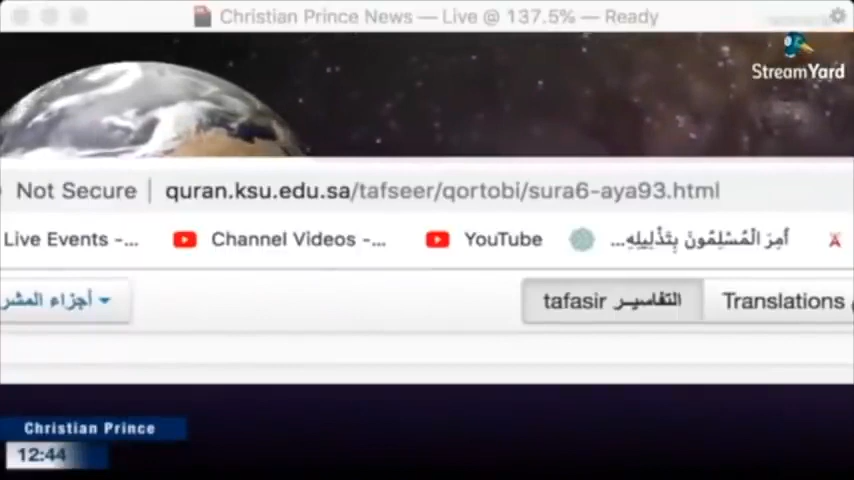 Christian Prince News — Live @ 137.5% — Ready
StreamYard
Not Secure | quran.ksu.edu.sa/tafseer/qortobi/sura6-aya93.html
Live Events -... Channel Videos -... YouTube أُمِرَ الْمُسْلِمُونَ بِتَذْلِيلِهِ...
أجزاء المشر tafasir التفاسيـر Translations
Christian Prince
12:44